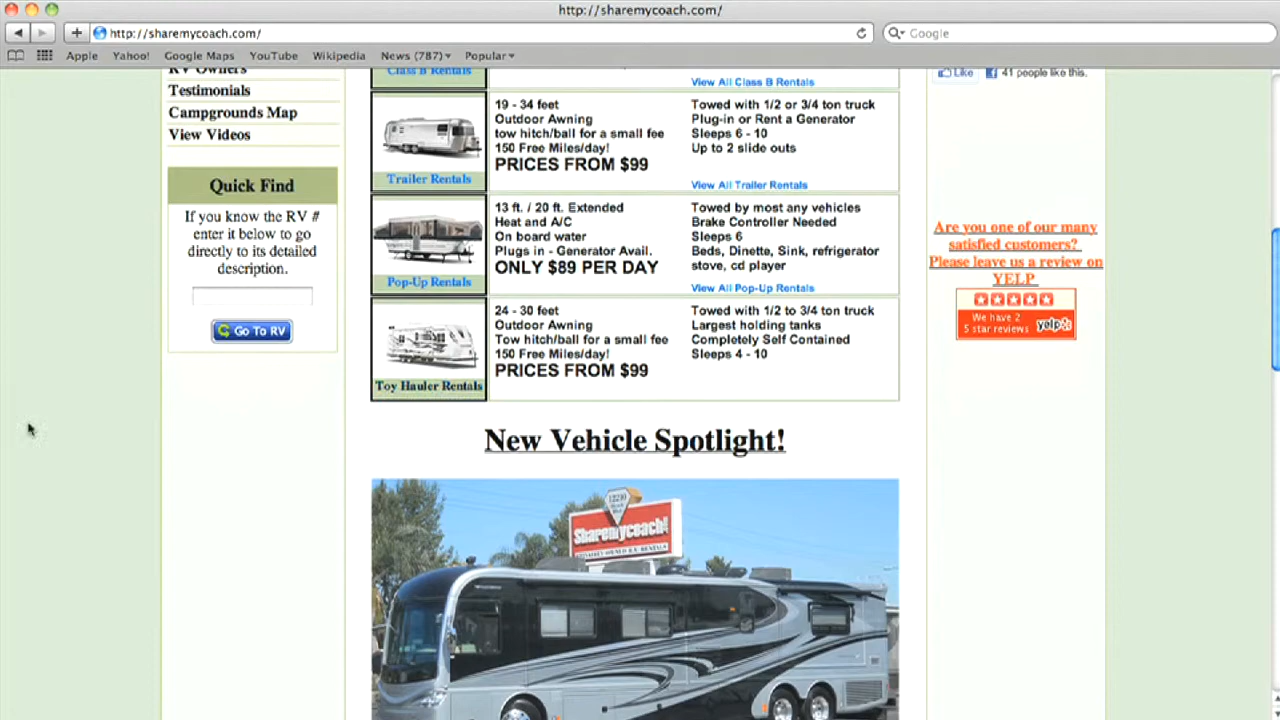 http://sharemycoach.com/
http://sharemycoach.com/
Google
Apple
Yahoo!
Google Maps
YouTube
Wikipedia
News (787)
Popular
RV Owners
Testimonials
Campgrounds Map
View Videos
Quick Find
If you know the RV #
enter it below to go
directly to its detailed
description.
Go To RV
Class B Rentals
View All Class B Rentals
19 - 34 feet
Outdoor Awning
tow hitch/ball for a small fee
150 Free Miles/day!
PRICES FROM $99
Towed with 1/2 or 3/4 ton truck
Plug-in or Rent a Generator
Sleeps 6 - 10
Up to 2 slide outs
Trailer Rentals
View All Trailer Rentals
13 ft. / 20 ft. Extended
Heat and A/C
On board water
Plugs in - Generator Avail.
ONLY $89 PER DAY
Towed by most any vehicles
Brake Controller Needed
Sleeps 6
Beds, Dinette, Sink, refrigerator
stove, cd player
Pop-Up Rentals
View All Pop-Up Rentals
24 - 30 feet
Outdoor Awning
Tow hitch/ball for a small fee
150 Free Miles/day!
PRICES FROM $99
Towed with 1/2 to 3/4 ton truck
Largest holding tanks
Completely Self Contained
Sleeps 4 - 10
Toy Hauler Rentals
New Vehicle Spotlight!
Sharemycoach!
Like
41 people like this.
Are you one of our many
satisfied customers?
Please leave us a review on
YELP
We have 2
5 star reviews
yelp